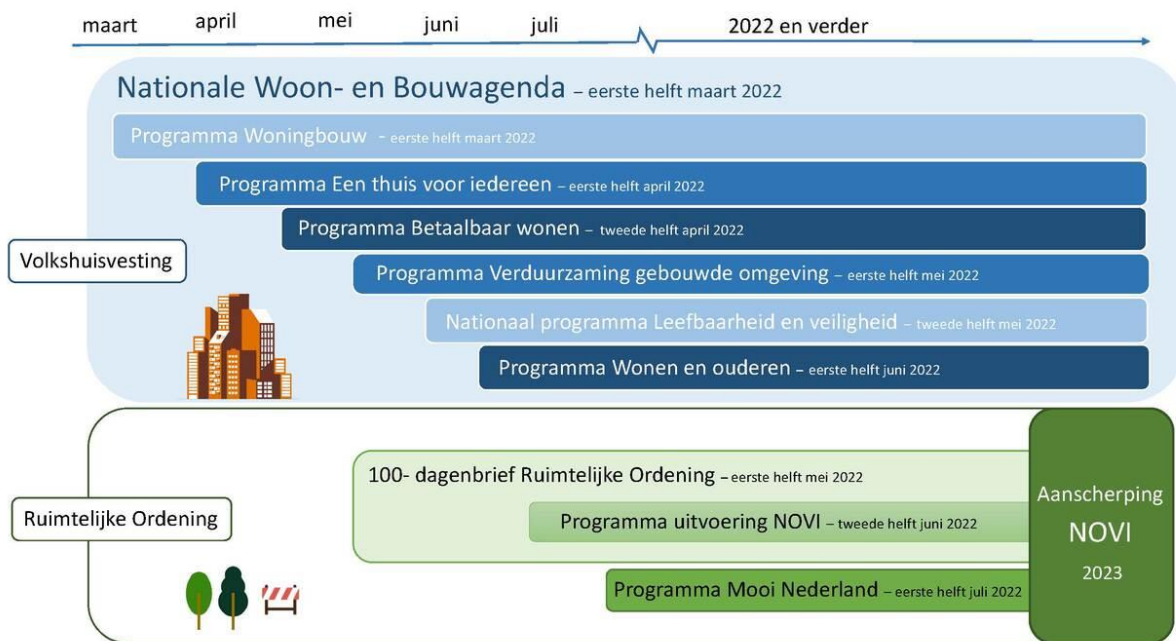 maart april mei juni juli 2022 en verder
Nationale Woon- en Bouwagenda – eerste helft maart 2022
Programma Woningbouw - eerste helft maart 2022
Programma Een thuis voor iedereen – eerste helft april 2022
Programma Betaalbaar wonen – tweede helft april 2022
Volkshuisvesting
Programma Verduurzaming gebouwde omgeving – eerste helft mei 2022
Nationaal programma Leefbaarheid en veiligheid – tweede helft mei 2022
Programma Wonen en ouderen – eerste helft juni 2022
100- dagenbrief Ruimtelijke Ordening – eerste helft mei 2022
Ruimtelijke Ordening
Programma uitvoering NOVI – tweede helft juni 2022
Programma Mooi Nederland – eerste helft juli 2022
Aanscherping
NOVI
2023